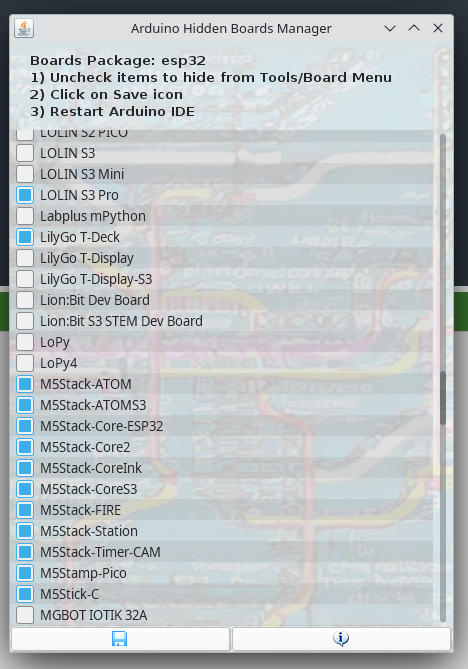 Arduino Hidden Boards Manager
Boards Package: esp32
1) Uncheck items to hide from Tools/Board Menu
2) Click on Save icon
3) Restart Arduino IDE
LOLIN S2 PICO
LOLIN S3
LOLIN S3 Mini
LOLIN S3 Pro
Labplus mPython
LilyGo T-Deck
LilyGo T-Display
LilyGo T-Display-S3
Lion:Bit Dev Board
Lion:Bit S3 STEM Dev Board
LoPy
LoPy4
M5Stack-ATOM
M5Stack-ATOMS3
M5Stack-Core-ESP32
M5Stack-Core2
M5Stack-CoreInk
M5Stack-CoreS3
M5Stack-FIRE
M5Stack-Station
M5Stack-Timer-CAM
M5Stamp-Pico
M5Stick-C
MGBOT IOTIK 32A